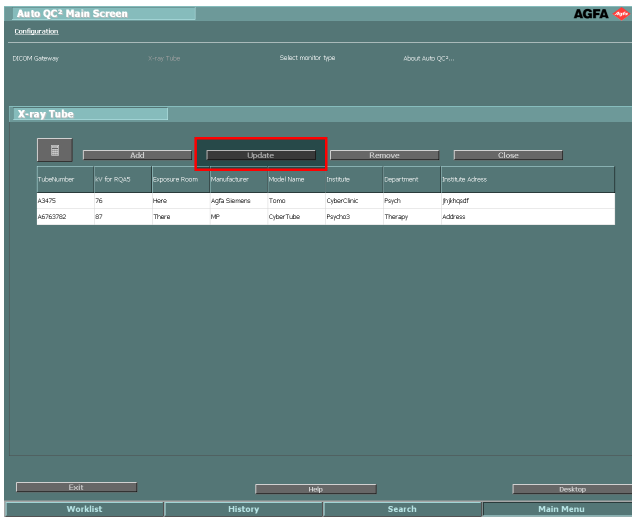 Auto QC² Main Screen
AGFA Agfa
Configuration
DICOM Gateway X-ray Tube Select monitor type About Auto QC²...
X-ray Tube
Add Update Remove Close
TubeNumber kV for RQA5 Exposure Room Manufacturer Model Name Institute Department Institute Adress
A3475 76 Here Agfa Siemens Tomo CyberClinic Psych jhjkhqsdf
A6763782 87 There MP CyberTube Psycho3 Therapy Address
Exit Help Desktop
Worklist History Search Main Menu